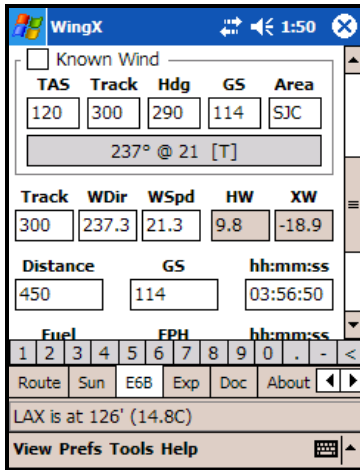 WingX 1:50
Known Wind
TAS Track Hdg GS Area
120 300 290 114 SJC
237° @ 21 [T]
Track WDir WSpd HW XW
300 237.3 21.3 9.8 -18.9
Distance GS hh:mm:ss
450 114 03:56:50
Fuel FPH hh:mm:ss
1 2 3 4 5 6 7 8 9 0 . - <
Route Sun E6B Exp Doc About
LAX is at 126' (14.8C)
View Prefs Tools Help